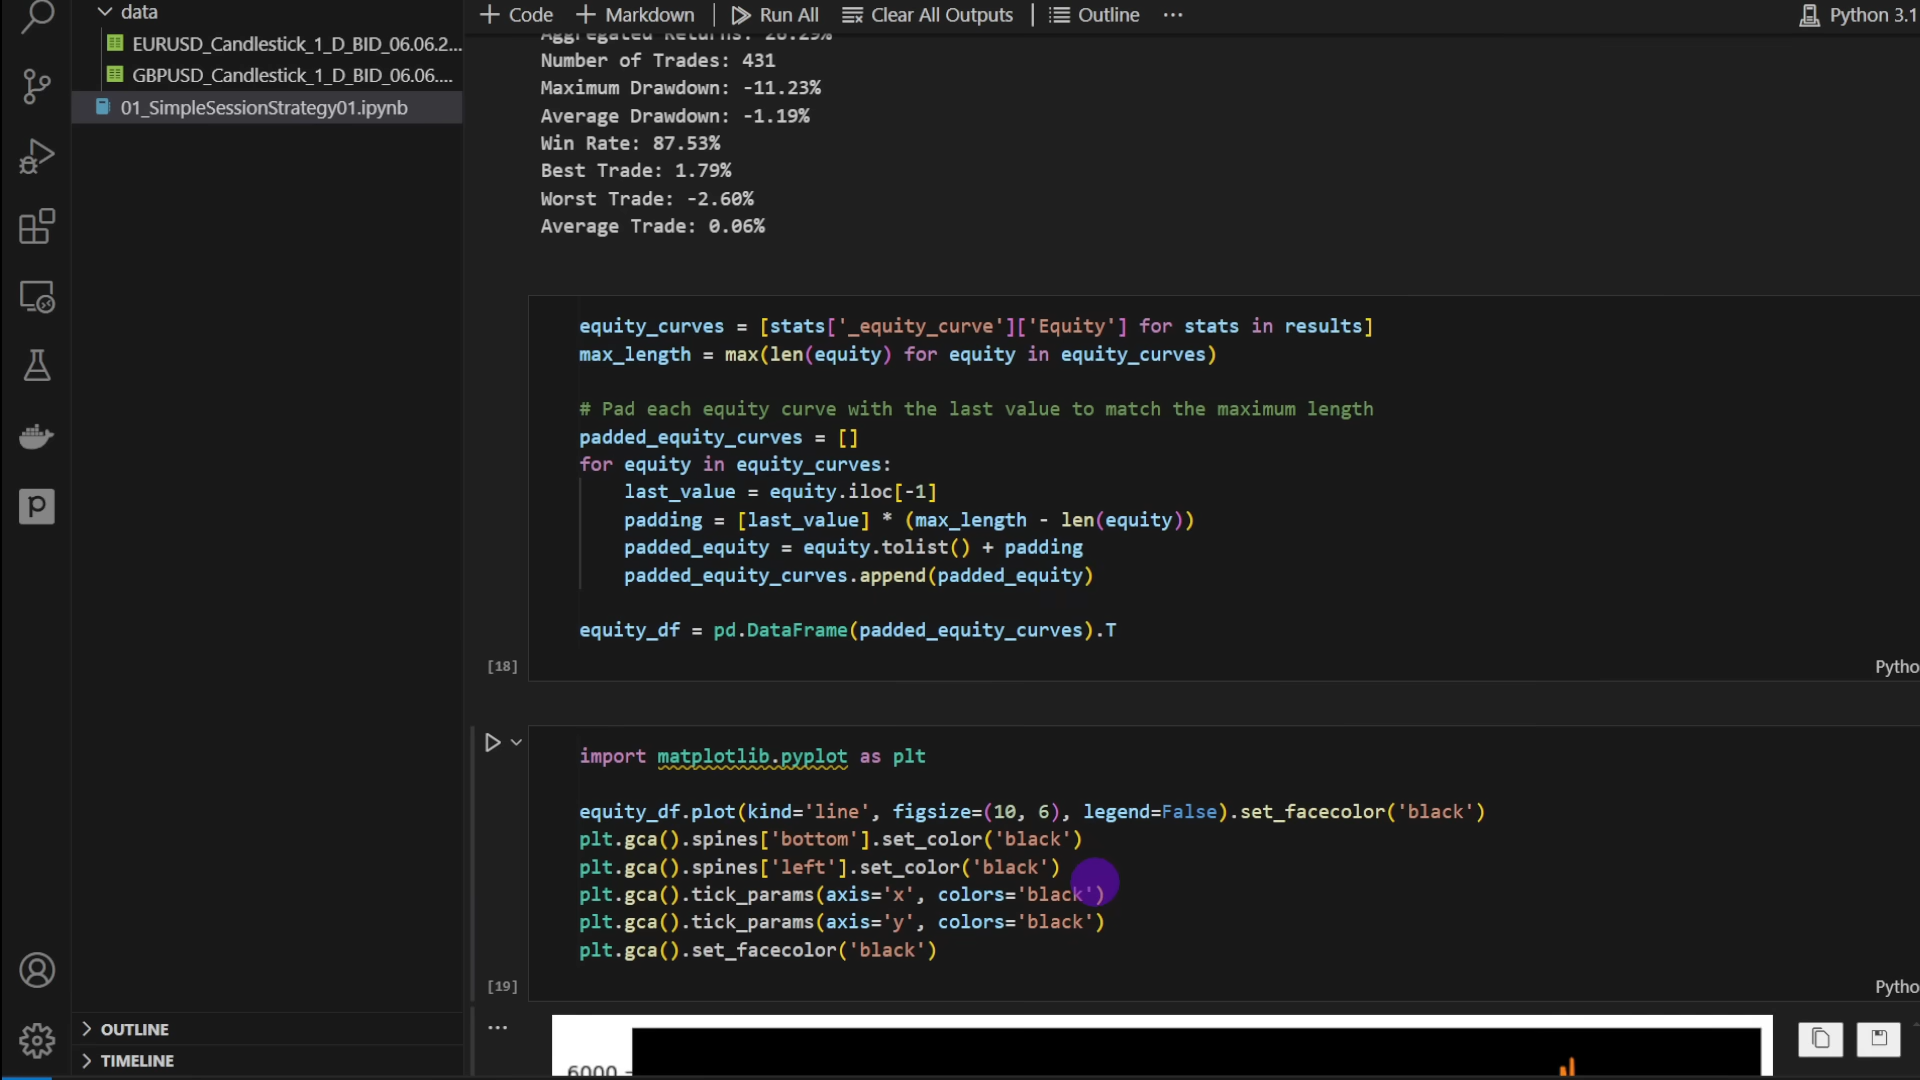 data
EURUSD_Candlestick_1_D_BID_06.06.2...
GBPUSD_Candlestick_1_D_BID_06.06....
01_SimpleSessionStrategy01.ipynb
OUTLINE
TIMELINE
Code Markdown Run All Clear All Outputs Outline ... Python 3.1
Aggregated Returns: 26.29%
Number of Trades: 431
Maximum Drawdown: -11.23%
Average Drawdown: -1.19%
Win Rate: 87.53%
Best Trade: 1.79%
Worst Trade: -2.60%
Average Trade: 0.06%
equity_curves = [stats['_equity_curve']['Equity'] for stats in results]
max_length = max(len(equity) for equity in equity_curves)
# Pad each equity curve with the last value to match the maximum length
padded_equity_curves = []
for equity in equity_curves:
    last_value = equity.iloc[-1]
    padding = [last_value] * (max_length - len(equity))
    padded_equity = equity.tolist() + padding
    padded_equity_curves.append(padded_equity)
equity_df = pd.DataFrame(padded_equity_curves).T
[18]
Pytho
import matplotlib.pyplot as plt
equity_df.plot(kind='line', figsize=(10, 6), legend=False).set_facecolor('black')
plt.gca().spines['bottom'].set_color('black')
plt.gca().spines['left'].set_color('black')
plt.gca().tick_params(axis='x', colors='black')
plt.gca().tick_params(axis='y', colors='black')
plt.gca().set_facecolor('black')
[19]
Pytho
...
6000